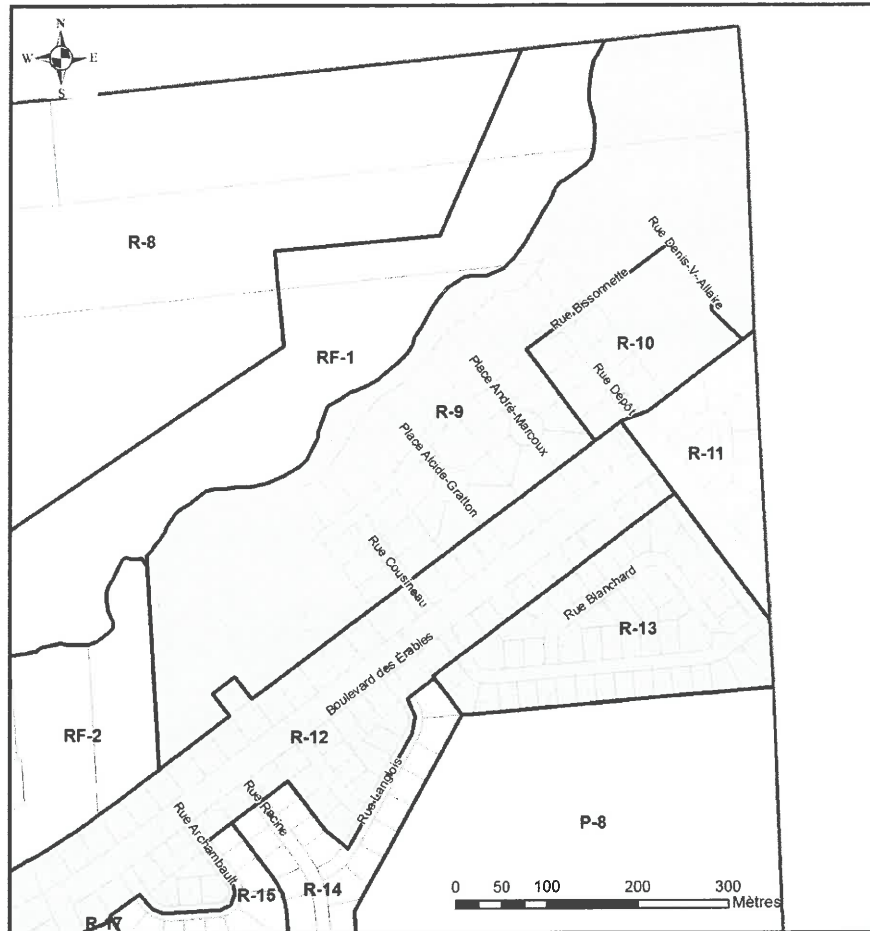 N
W E
S
R-8
RF-1
Rue Denis-V-Allaire
Rue Bissonnette
R-10
Place André-Marcoux
Rue Dépôt
R-9
Place Alcide-Gratton
R-11
Rue Cousineau
Rue Blanchard
R-13
Boulevard des Érables
RF-2
R-12
Rue Langlois
Rue Racine
Rue Archambault
P-8
R-15
R-14
R-17
0 50 100 200 300
Mètres